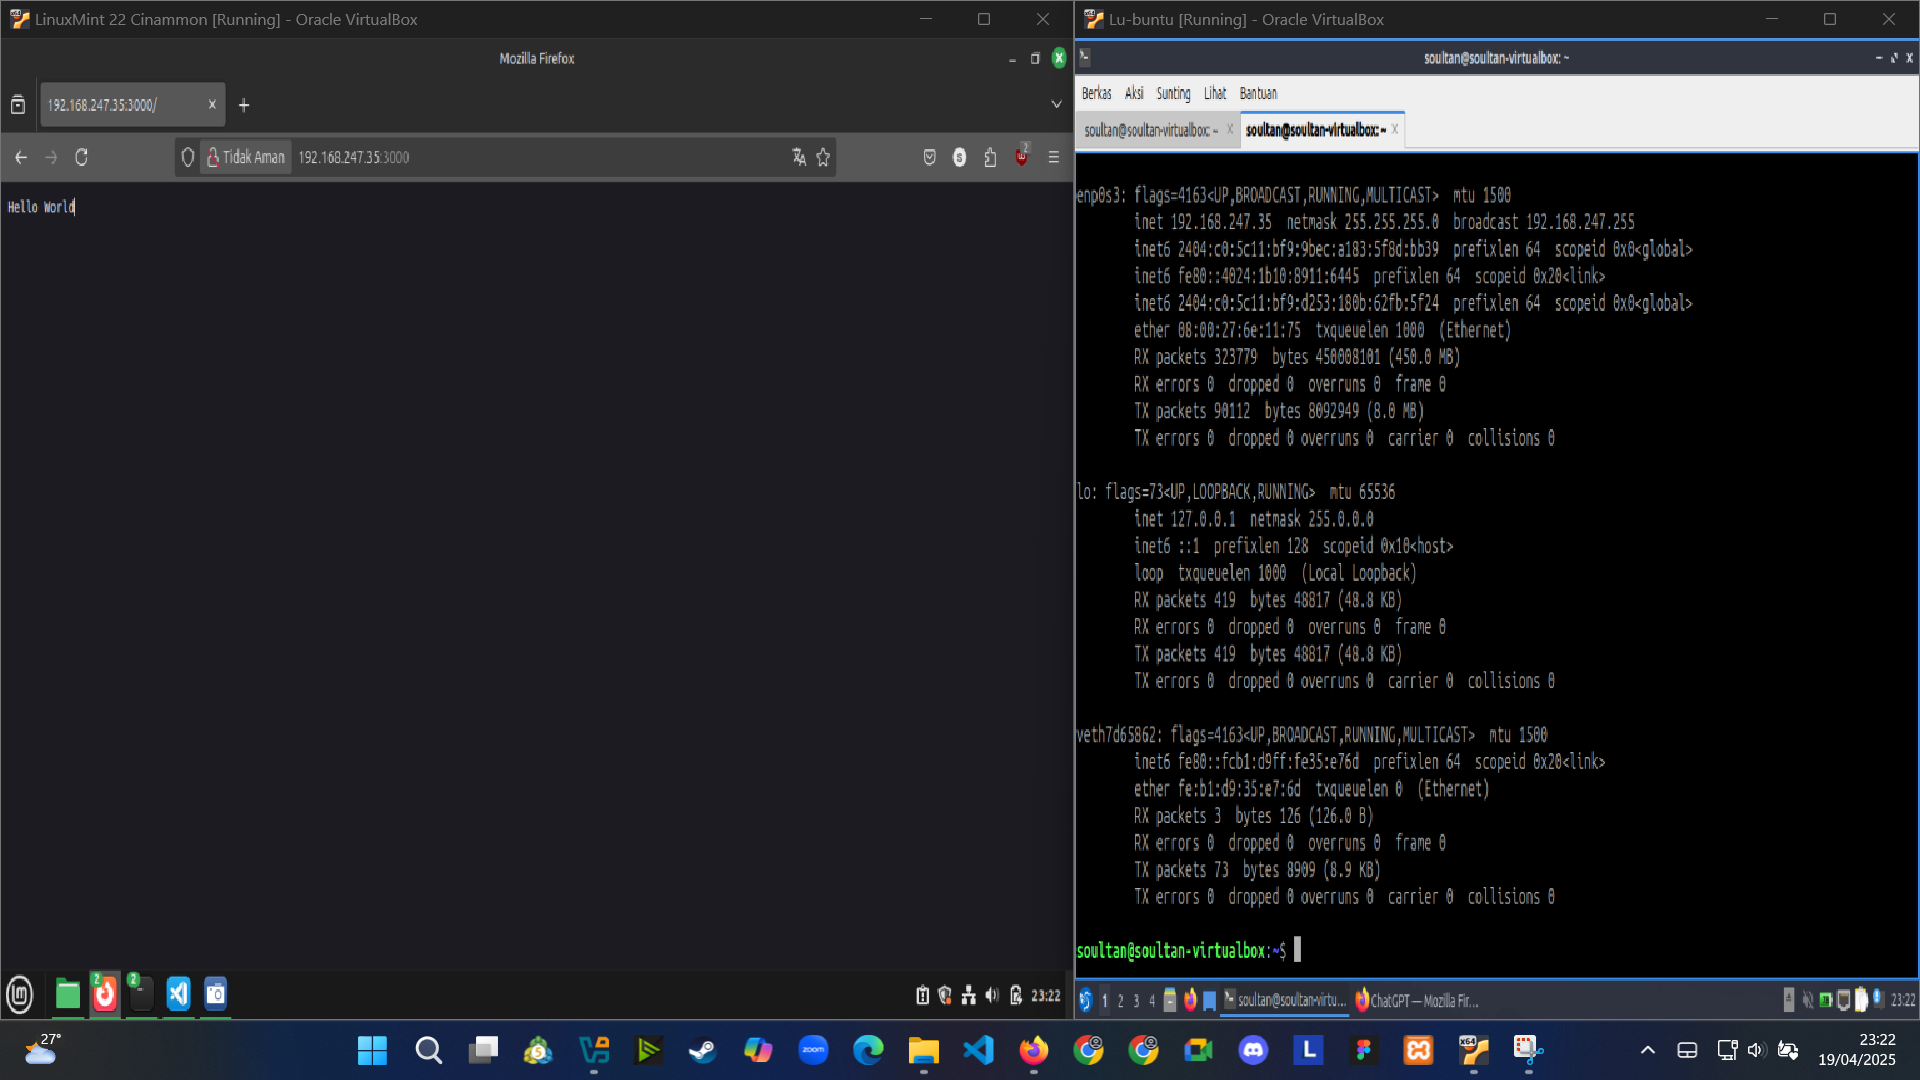 LinuxMint 22 Cinammon [Running] - Oracle VirtualBox
Mozilla Firefox
192.168.247.35:3000/
Tidak Aman 192.168.247.35:3000
2
Hello World
2
2
23:22
Lu-buntu [Running] - Oracle VirtualBox
soultan@soultan-virtualbox: ~
Berkas Aksi Sunting Lihat Bantuan
soultan@soultan-virtualbox: ~ soultan@soultan-virtualbox: ~
enp0s3: flags=4163<UP,BROADCAST,RUNNING,MULTICAST> mtu 1500
inet 192.168.247.35 netmask 255.255.255.0 broadcast 192.168.247.255
inet6 2404:c0:5c11:bf9:9bec:a183:5f8d:bb39 prefixlen 64 scopeid 0x0<global>
inet6 fe80::4024:1b10:8911:6445 prefixlen 64 scopeid 0x20<link>
inet6 2404:c0:5c11:bf9:d253:180b:62fb:5f24 prefixlen 64 scopeid 0x0<global>
ether 08:00:27:6e:11:75 txqueuelen 1000 (Ethernet)
RX packets 323779 bytes 450008101 (450.0 MB)
RX errors 0 dropped 0 overruns 0 frame 0
TX packets 90112 bytes 8092949 (8.0 MB)
TX errors 0 dropped 0 overruns 0 carrier 0 collisions 0
lo: flags=73<UP,LOOPBACK,RUNNING> mtu 65536
inet 127.0.0.1 netmask 255.0.0.0
inet6 ::1 prefixlen 128 scopeid 0x10<host>
loop txqueuelen 1000 (Local Loopback)
RX packets 419 bytes 48817 (48.8 KB)
RX errors 0 dropped 0 overruns 0 frame 0
TX packets 419 bytes 48817 (48.8 KB)
TX errors 0 dropped 0 overruns 0 carrier 0 collisions 0
veth7d65862: flags=4163<UP,BROADCAST,RUNNING,MULTICAST> mtu 1500
inet6 fe80::fcb1:d9ff:fe35:e76d prefixlen 64 scopeid 0x20<link>
ether fe:b1:d9:35:e7:6d txqueuelen 0 (Ethernet)
RX packets 3 bytes 126 (126.0 B)
RX errors 0 dropped 0 overruns 0 frame 0
TX packets 73 bytes 8909 (8.9 KB)
TX errors 0 dropped 0 overruns 0 carrier 0 collisions 0
soultan@soultan-virtualbox:~$
1 2 3 4 soultan@soultan-virtu... ChatGPT — Mozilla Fir... 23:22
27°
zoom
L
x64
23:22
19/04/2025